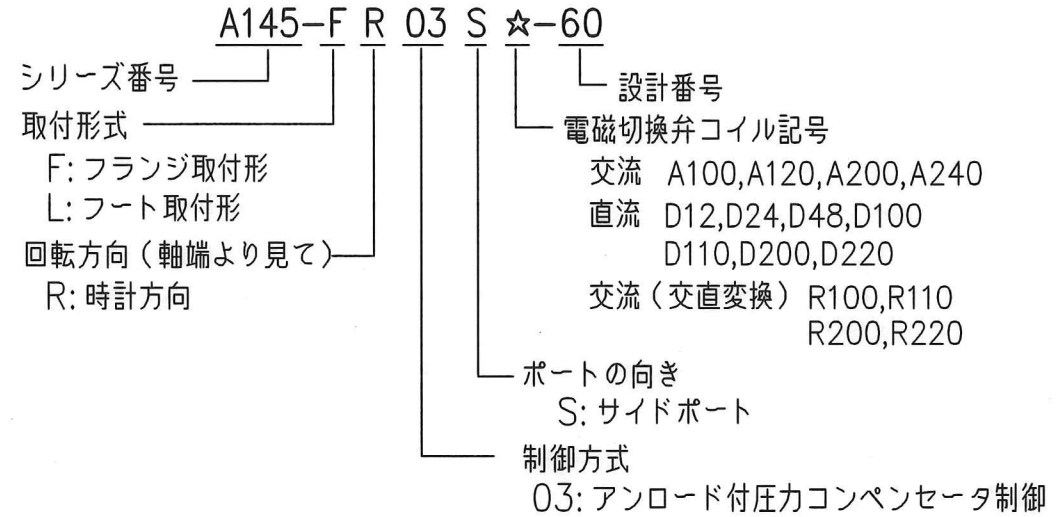 A145-F R 03 S ☆-60
シリーズ番号
設計番号
取付形式
電磁切換弁コイル記号
F: フランジ取付形
交流 A100,A120,A200,A240
L: フート取付形
直流 D12,D24,D48,D100
回転方向(軸端より見て)
D110,D200,D220
R: 時計方向
交流(交直変換) R100,R110
R200,R220
ポートの向き
S: サイドポート
制御方式
03: アンロード付圧力コンペンセータ制御